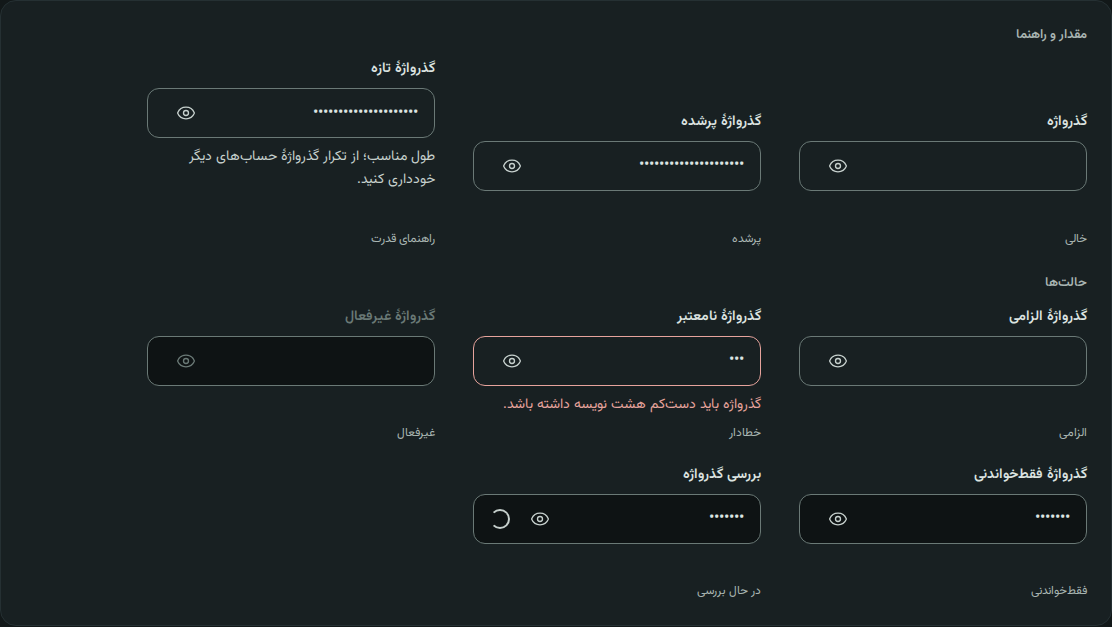 مقدار و راهنما
گذرواژه
گذرواژهٔ پرشده
گذرواژهٔ تازه
••••••••••••••••••••
•••••••••••••••••••••
طول مناسب؛ از تکرار گذرواژهٔ حساب‌های دیگر
خودداری کنید.
خالی
پرشده
راهنمای قدرت
حالت‌ها
گذرواژهٔ الزامی
گذرواژهٔ نامعتبر
گذرواژهٔ غیرفعال
•••
گذرواژه باید دست‌کم هشت نویسه داشته باشد.
الزامی
خطادار
غیرفعال
گذرواژهٔ فقط‌خواندنی
بررسی گذرواژه
•••••••
•••••••
فقط‌خواندنی
در حال بررسی